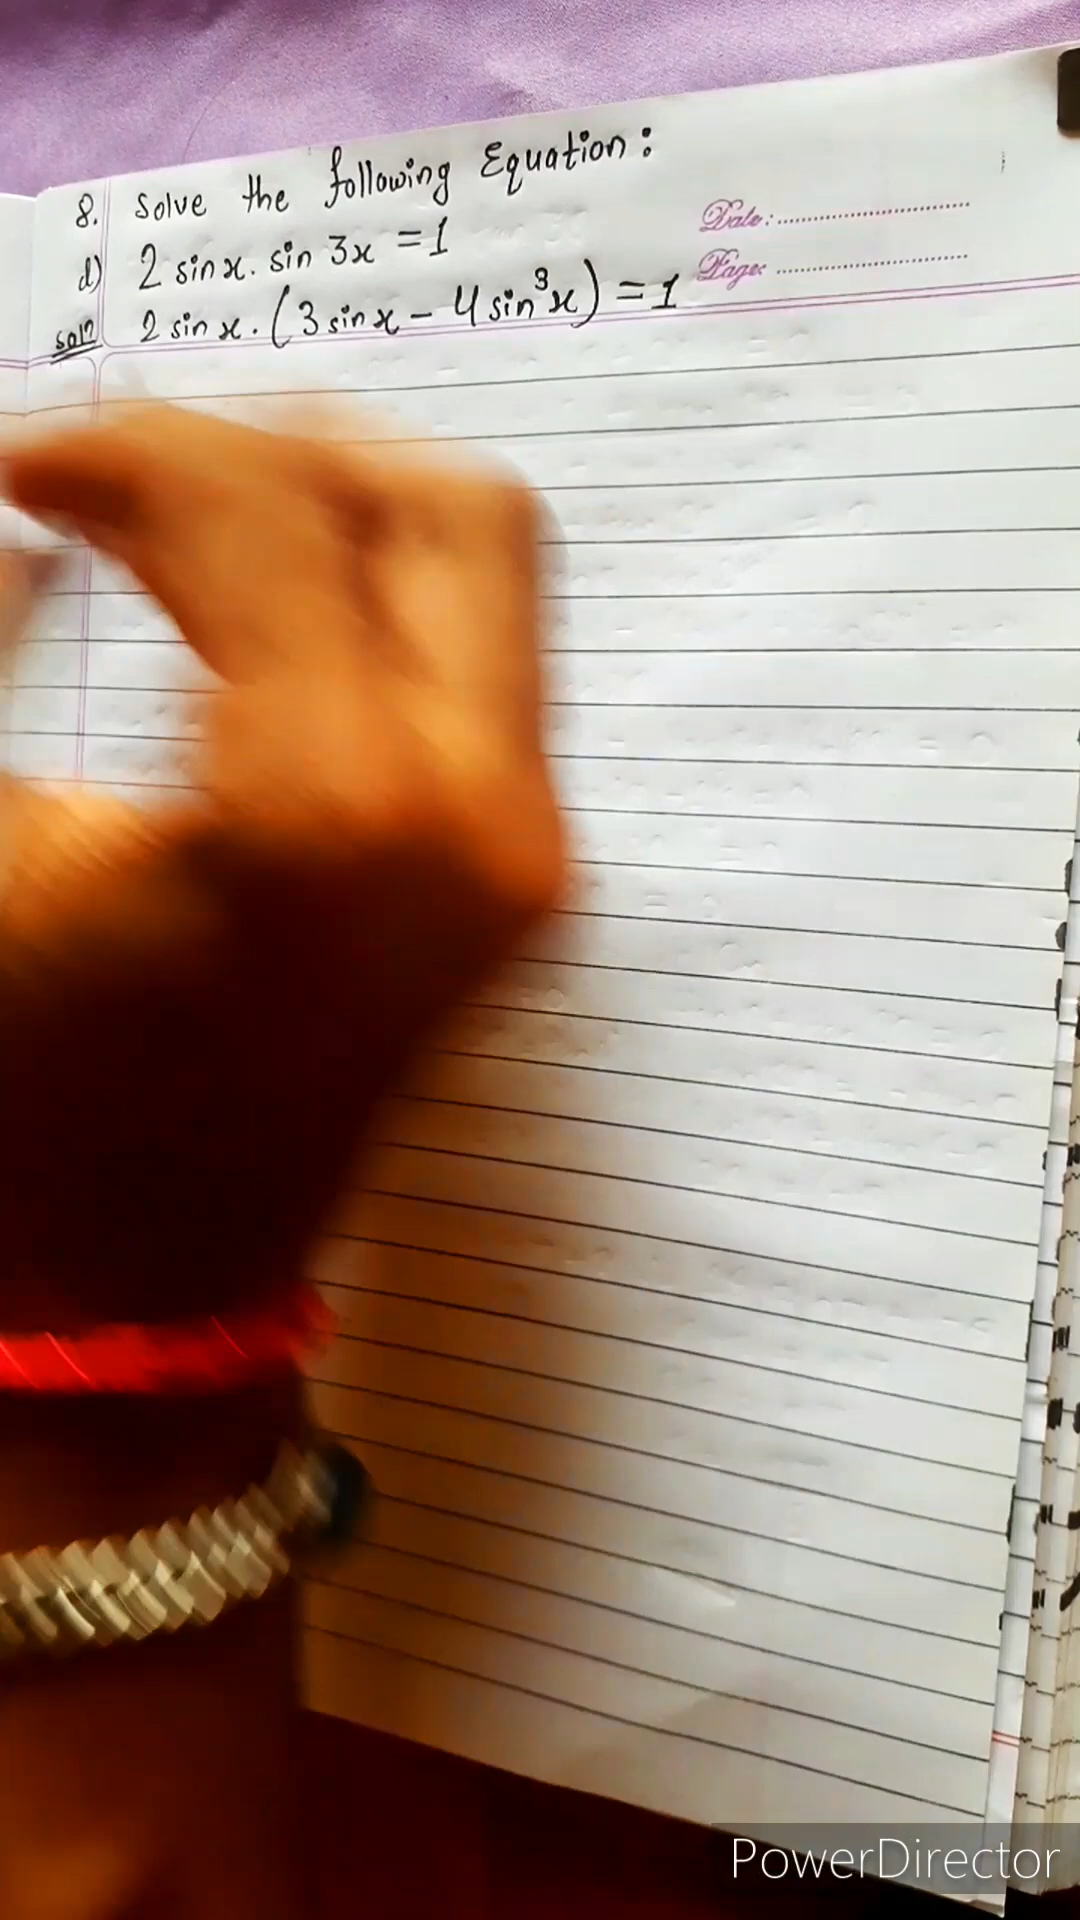 8. Solve the following Equation:
d) 2 sin x. sin 3x = 1
Date:
Page:
Solⁿ 2 sin x. (3 sin x - 4 sin³x) = 1
PowerDirector